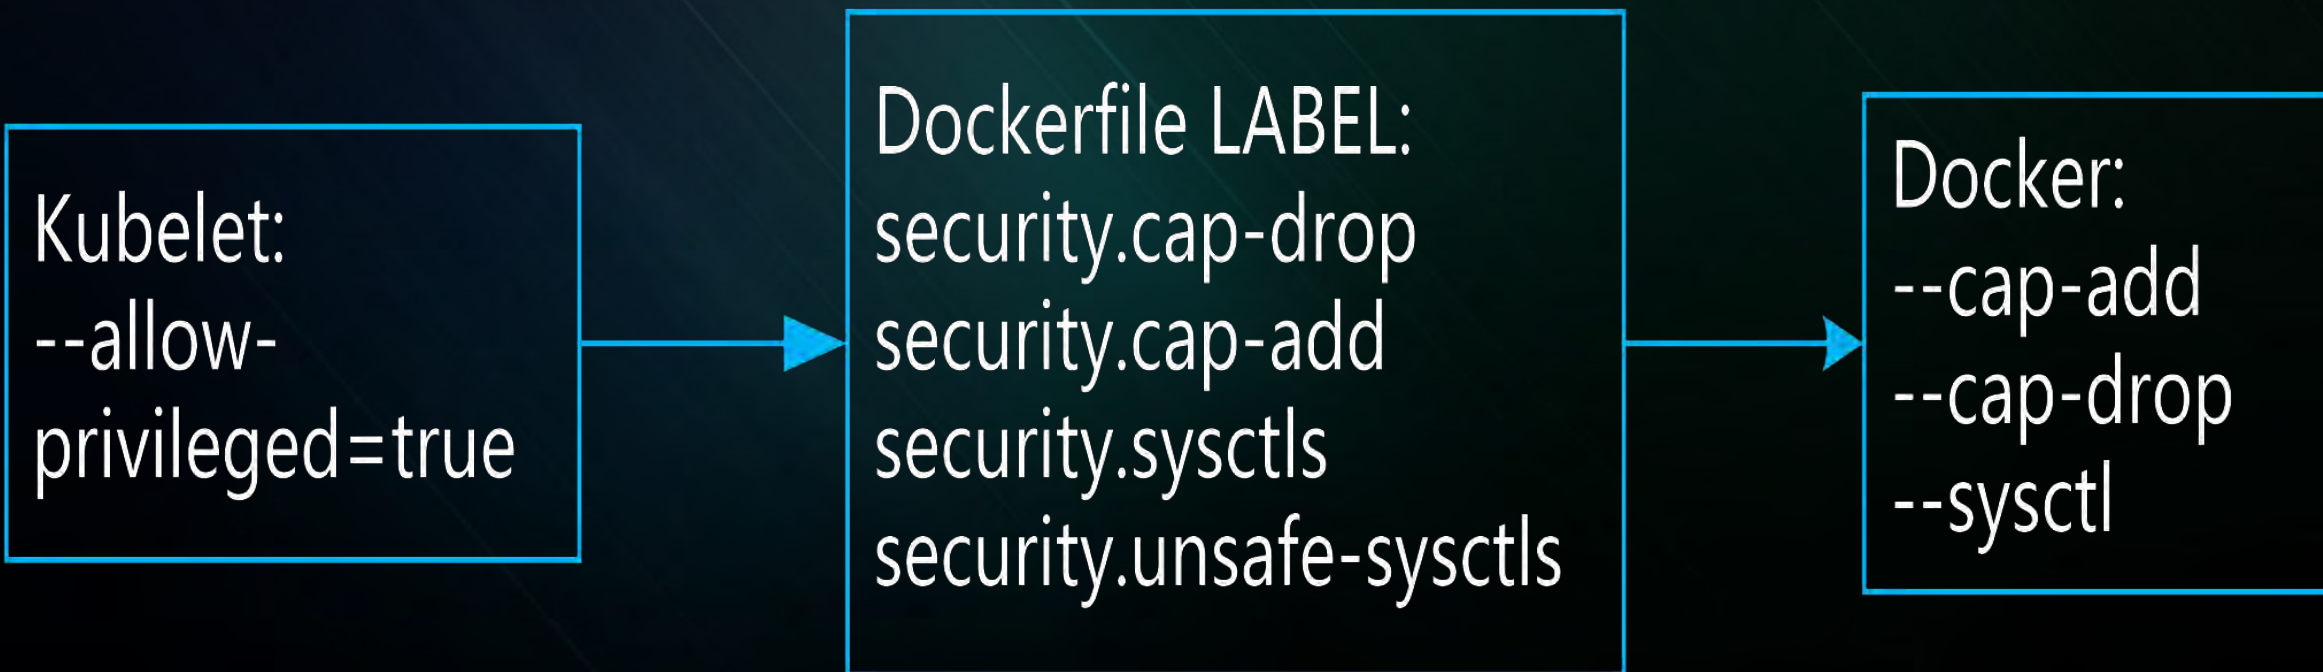 Kubelet:
--allow-
privileged=true
Dockerfile LABEL:
security.cap-drop
security.cap-add
security.sysctls
security.unsafe-sysctls
Docker:
--cap-add
--cap-drop
--sysctl